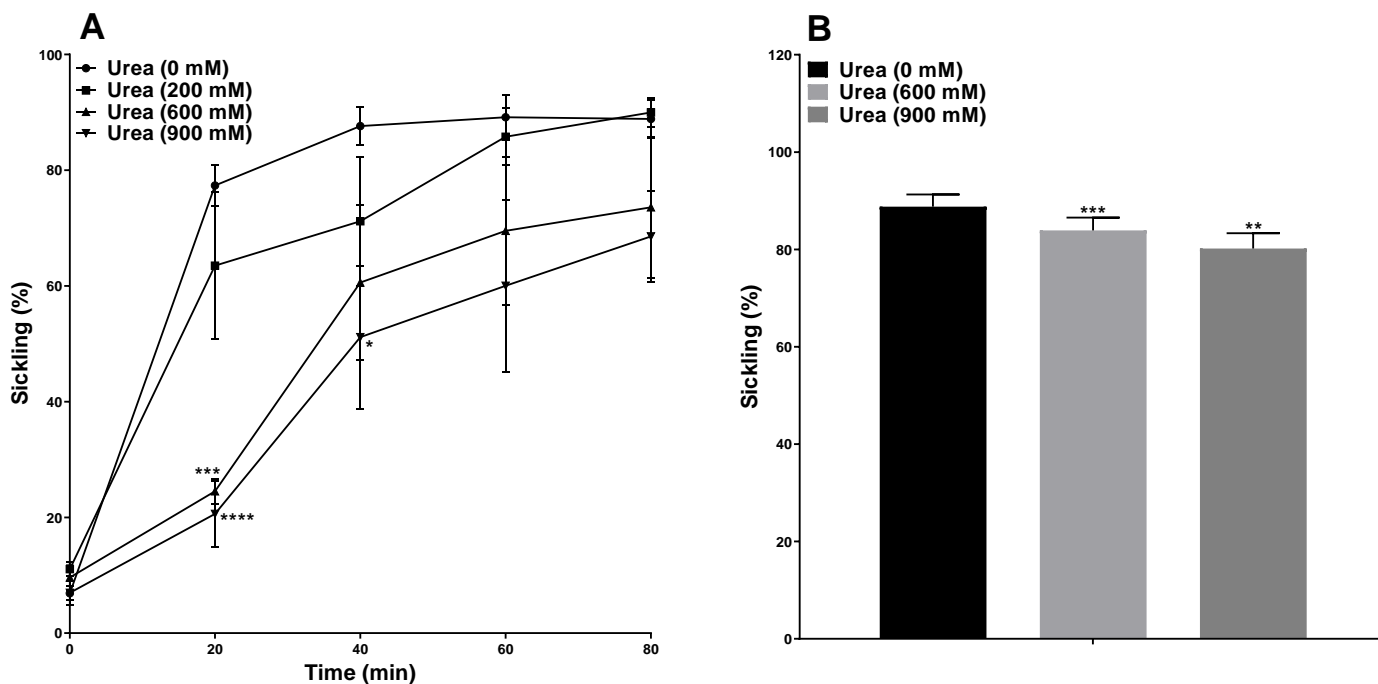 A
100
80
60
40
20
0
Sickling (%)
Urea (0 mM)
Urea (200 mM)
Urea (600 mM)
Urea (900 mM)
***
****
*
0
20
40
60
80
Time (min)
B
120
100
80
60
40
20
0
Sickling (%)
Urea (0 mM)
Urea (600 mM)
Urea (900 mM)
***
**